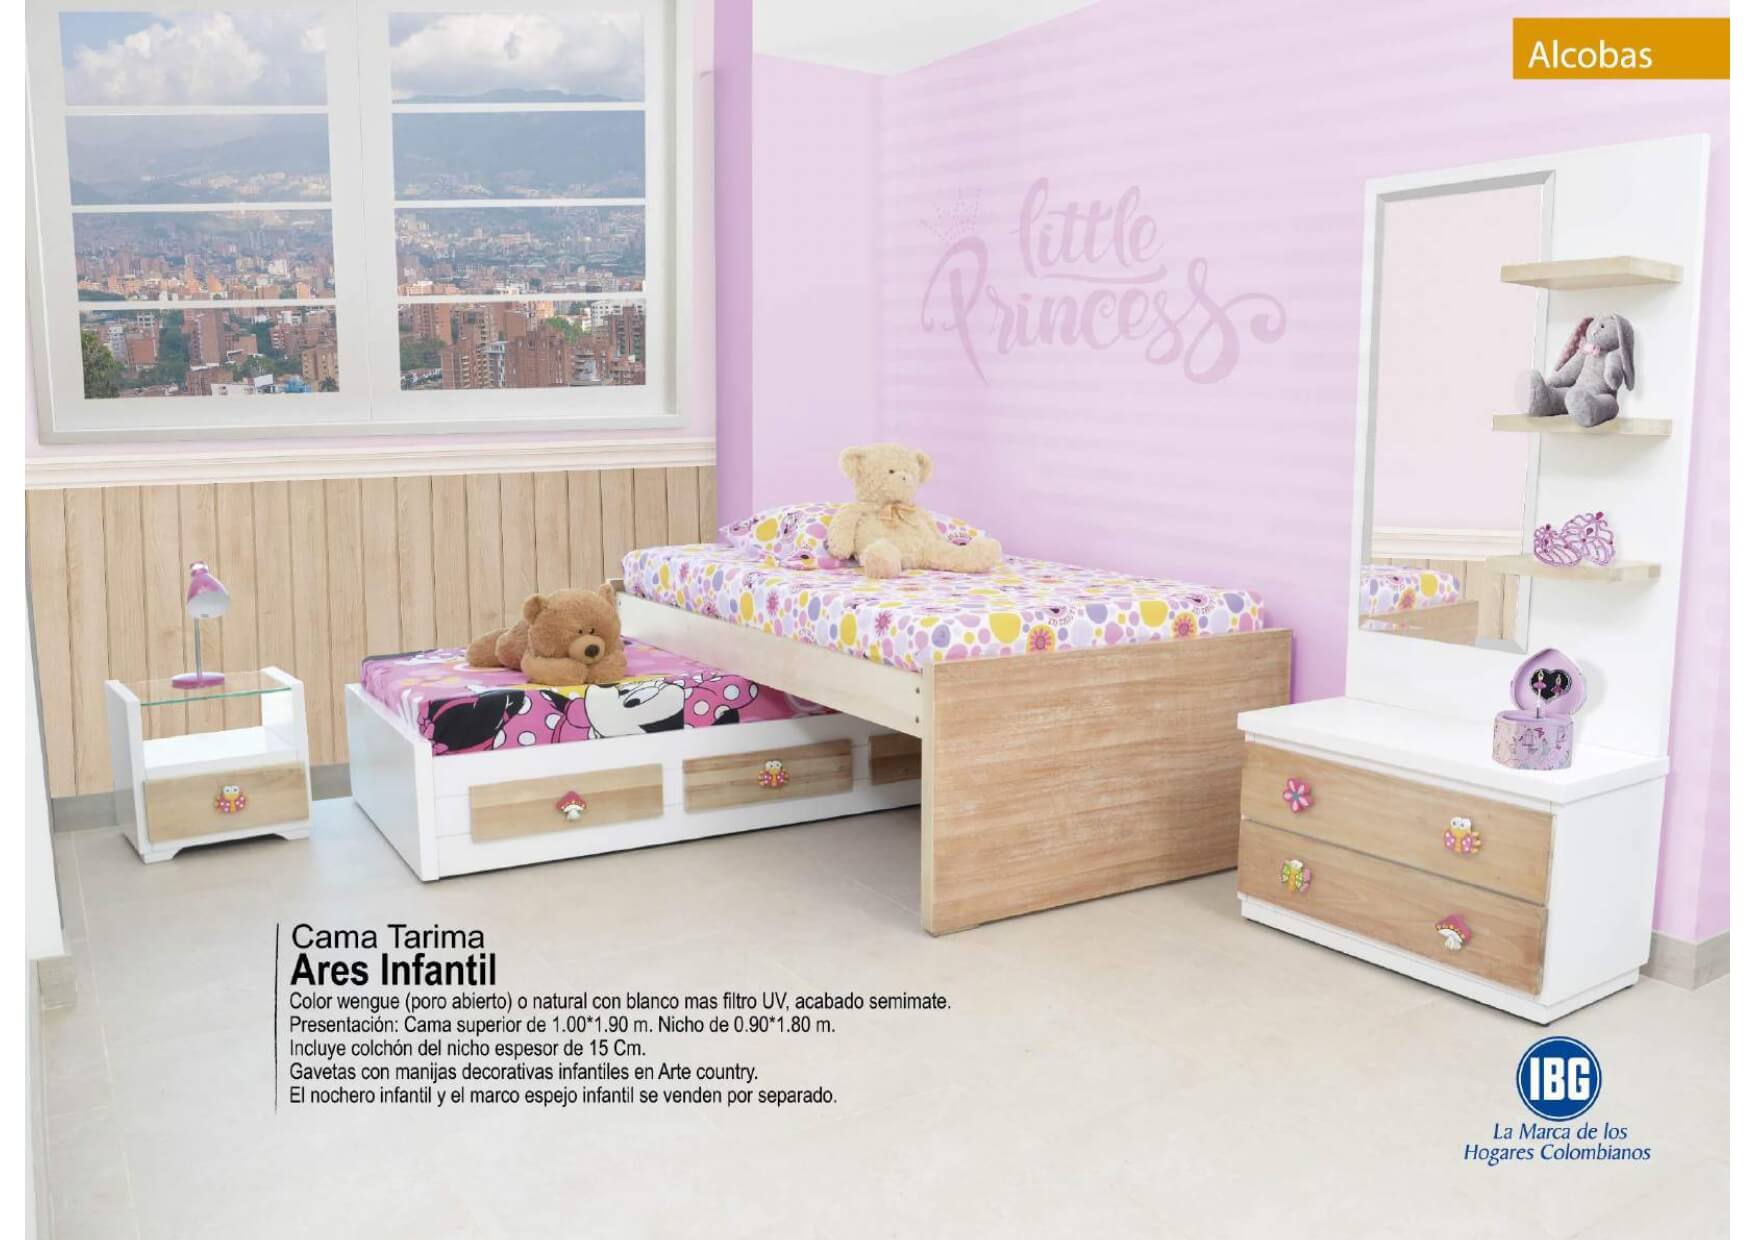 Alcobas
little
Princess
Cama Tarima
Ares Infantil
Color wengue (poro abierto) o natural con blanco mas filtro UV, acabado semimate.
Presentación: Cama superior de 1.00*1.90 m. Nicho de 0.90*1.80 m.
Incluye colchón del nicho espesor de 15 Cm.
Gavetas con manijas decorativas infantiles en Arte country.
El nochero infantil y el marco espejo infantil se venden por separado.
IBG
La Marca de los
Hogares Colombianos